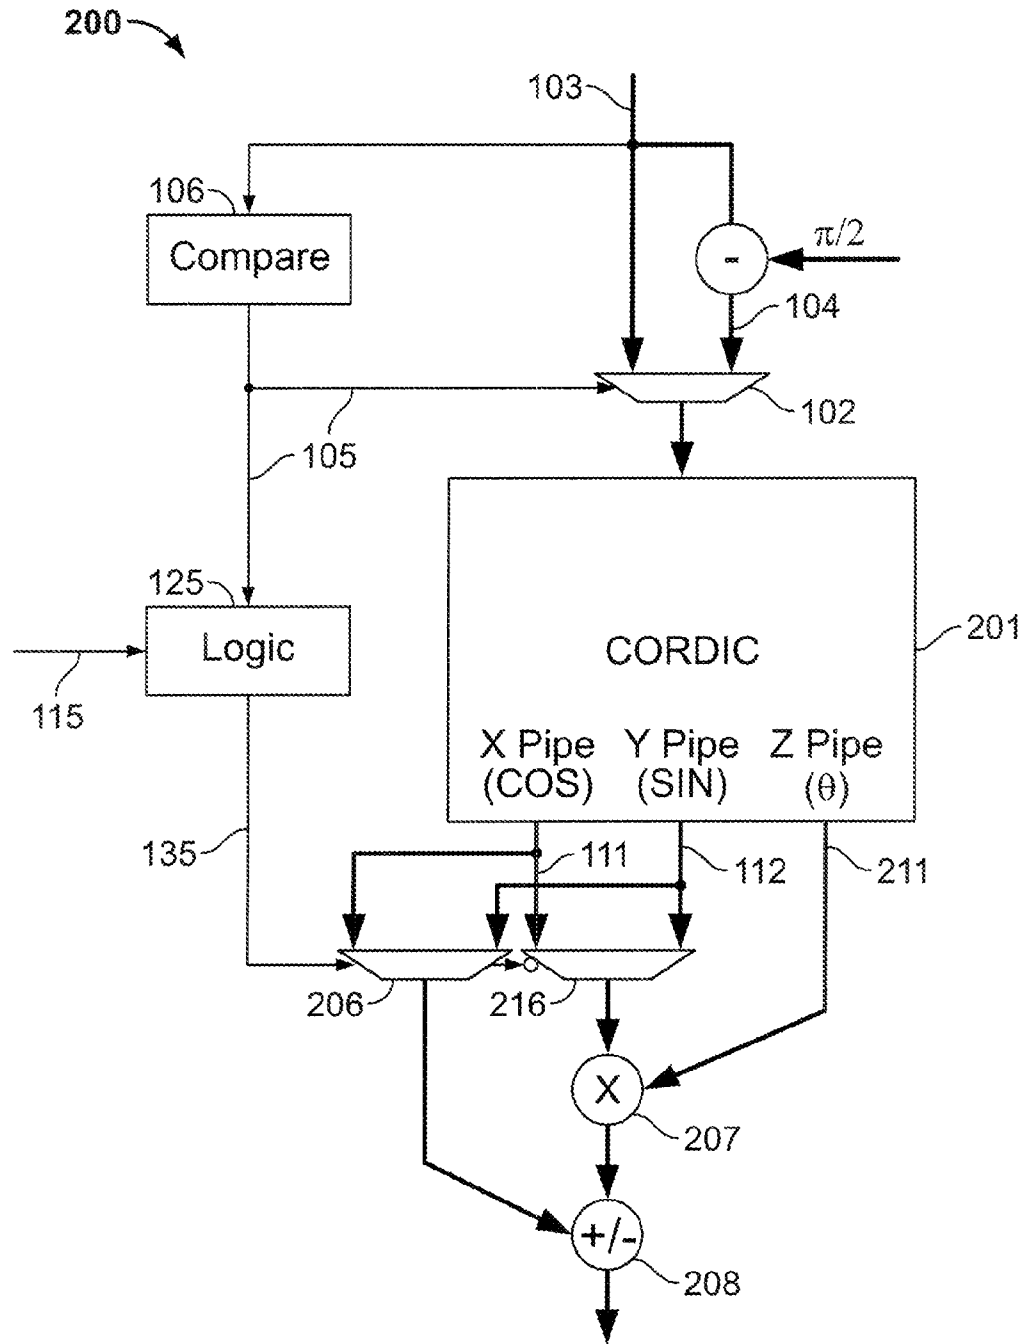 200
103
106
Compare
π/2
-
104
102
105
125
Logic
115
CORDIC
201
X Pipe Y Pipe Z Pipe
(COS) (SIN) (θ)
135
111
112
211
206
216
X
207
+/-
208